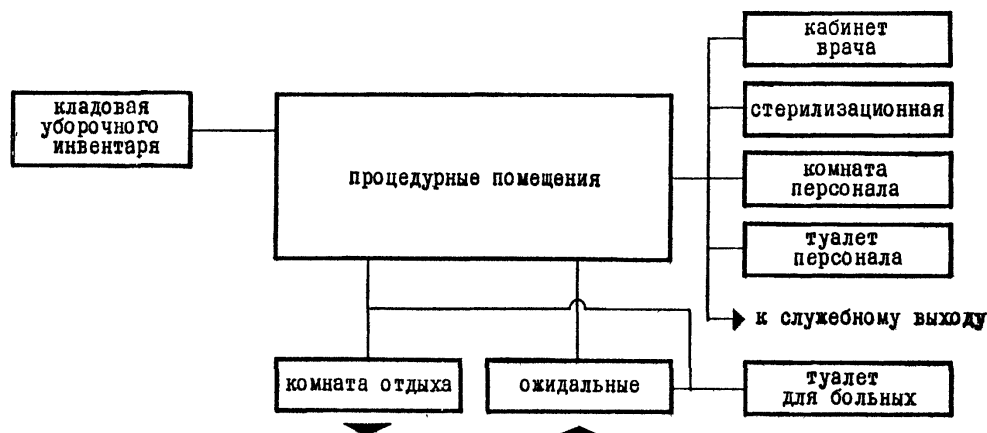 кабинет
врача
кладовая
уборочного
инвентаря
стерилизационная
процедурные помещения
комната
персонала
туалет
персонала
к служебному выходу
комната отдыха
ожидальные
туалет
для больных